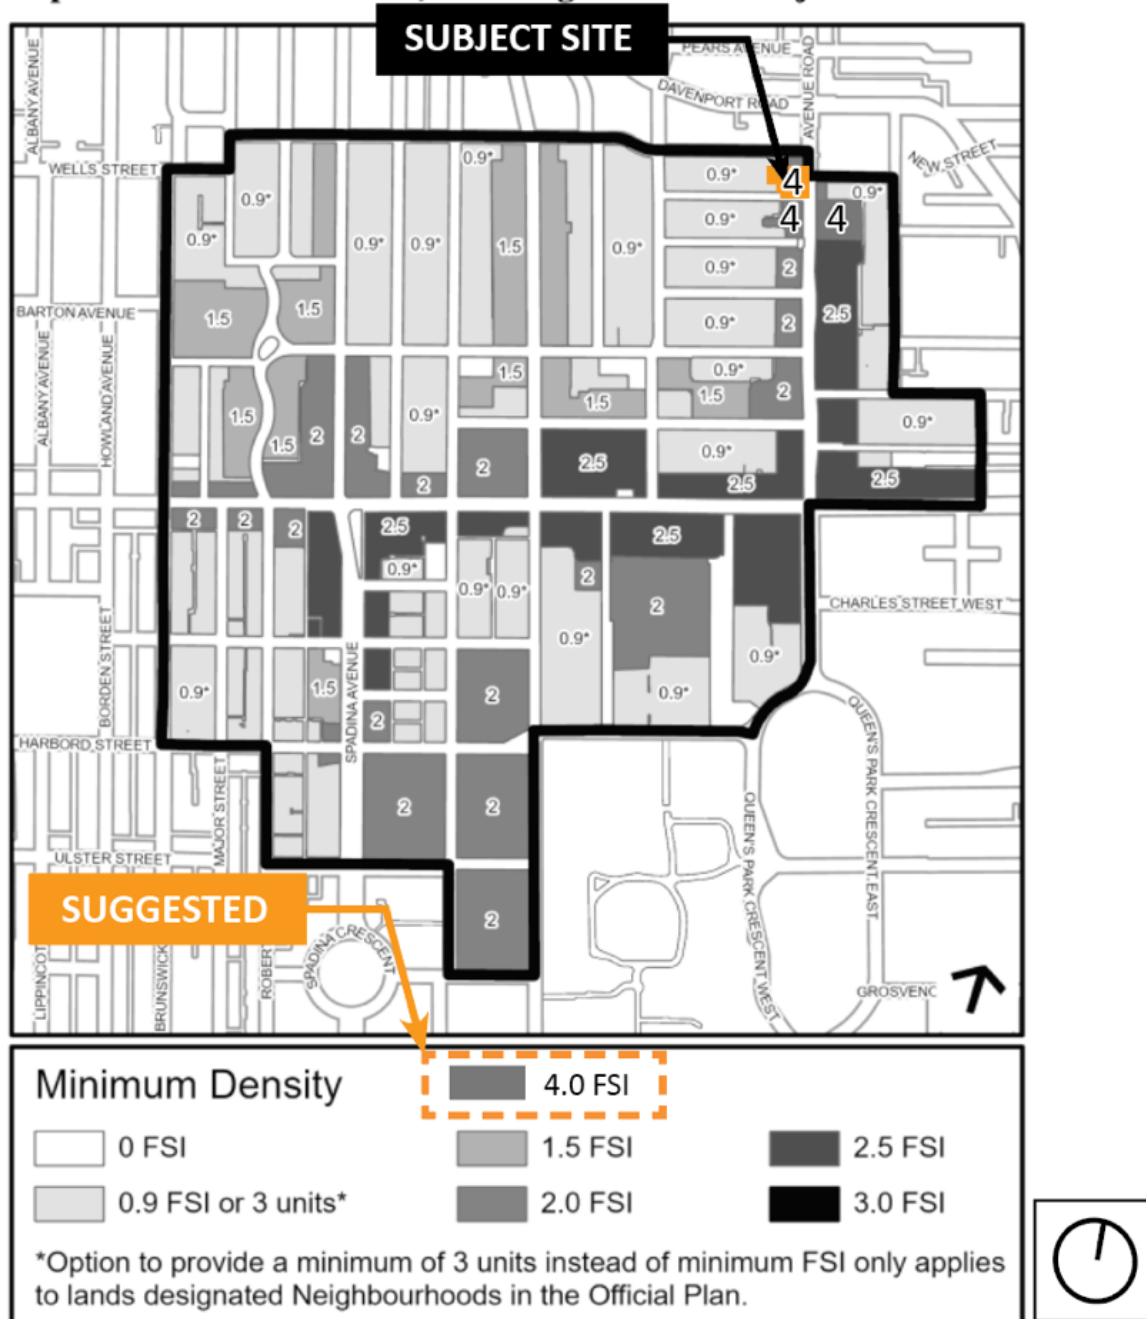 SUBJECT SITE
PEARS AVENUE
ALBANY AVENUE
DAVENPORT ROAD
AVENUE ROAD
NEW STREET
WELLS STREET
0.9*
0.9*
4
0.9*
0.9*
0.9*
4
4
0.9*
0.9*
0.9*
1.5
0.9*
0.9*
2
BARTON AVENUE
1.5
1.5
0.9*
2
2.5
ALBANY AVENUE
HOWLAND AVENUE
1.5
0.9*
1.5
1.5
2
1.5
1.5
2
2
0.9*
0.9*
0.9*
2
2.5
2
2.5
2.5
2
2
2
2.5
2.5
0.9*
0.9*
0.9*
2
2
CHARLES STREET WEST
BORDEN STREET
0.9*
0.9*
0.9*
1.5
SPADINA AVENUE
2
0.9*
2
HARBORD STREET
QUEEN'S PARK CRESCENT EAST
MAJOR STREET
2
2
QUEEN'S PARK CRESCENT WEST
ULSTER STREET
SUGGESTED
2
LIPPINCOT
BRUNSWICK
ROBER
SPADINA CRESCENT
GROSVENO
Minimum Density
4.0 FSI
0 FSI
1.5 FSI
2.5 FSI
0.9 FSI or 3 units*
2.0 FSI
3.0 FSI
*Option to provide a minimum of 3 units instead of minimum FSI only applies
to lands designated Neighbourhoods in the Official Plan.